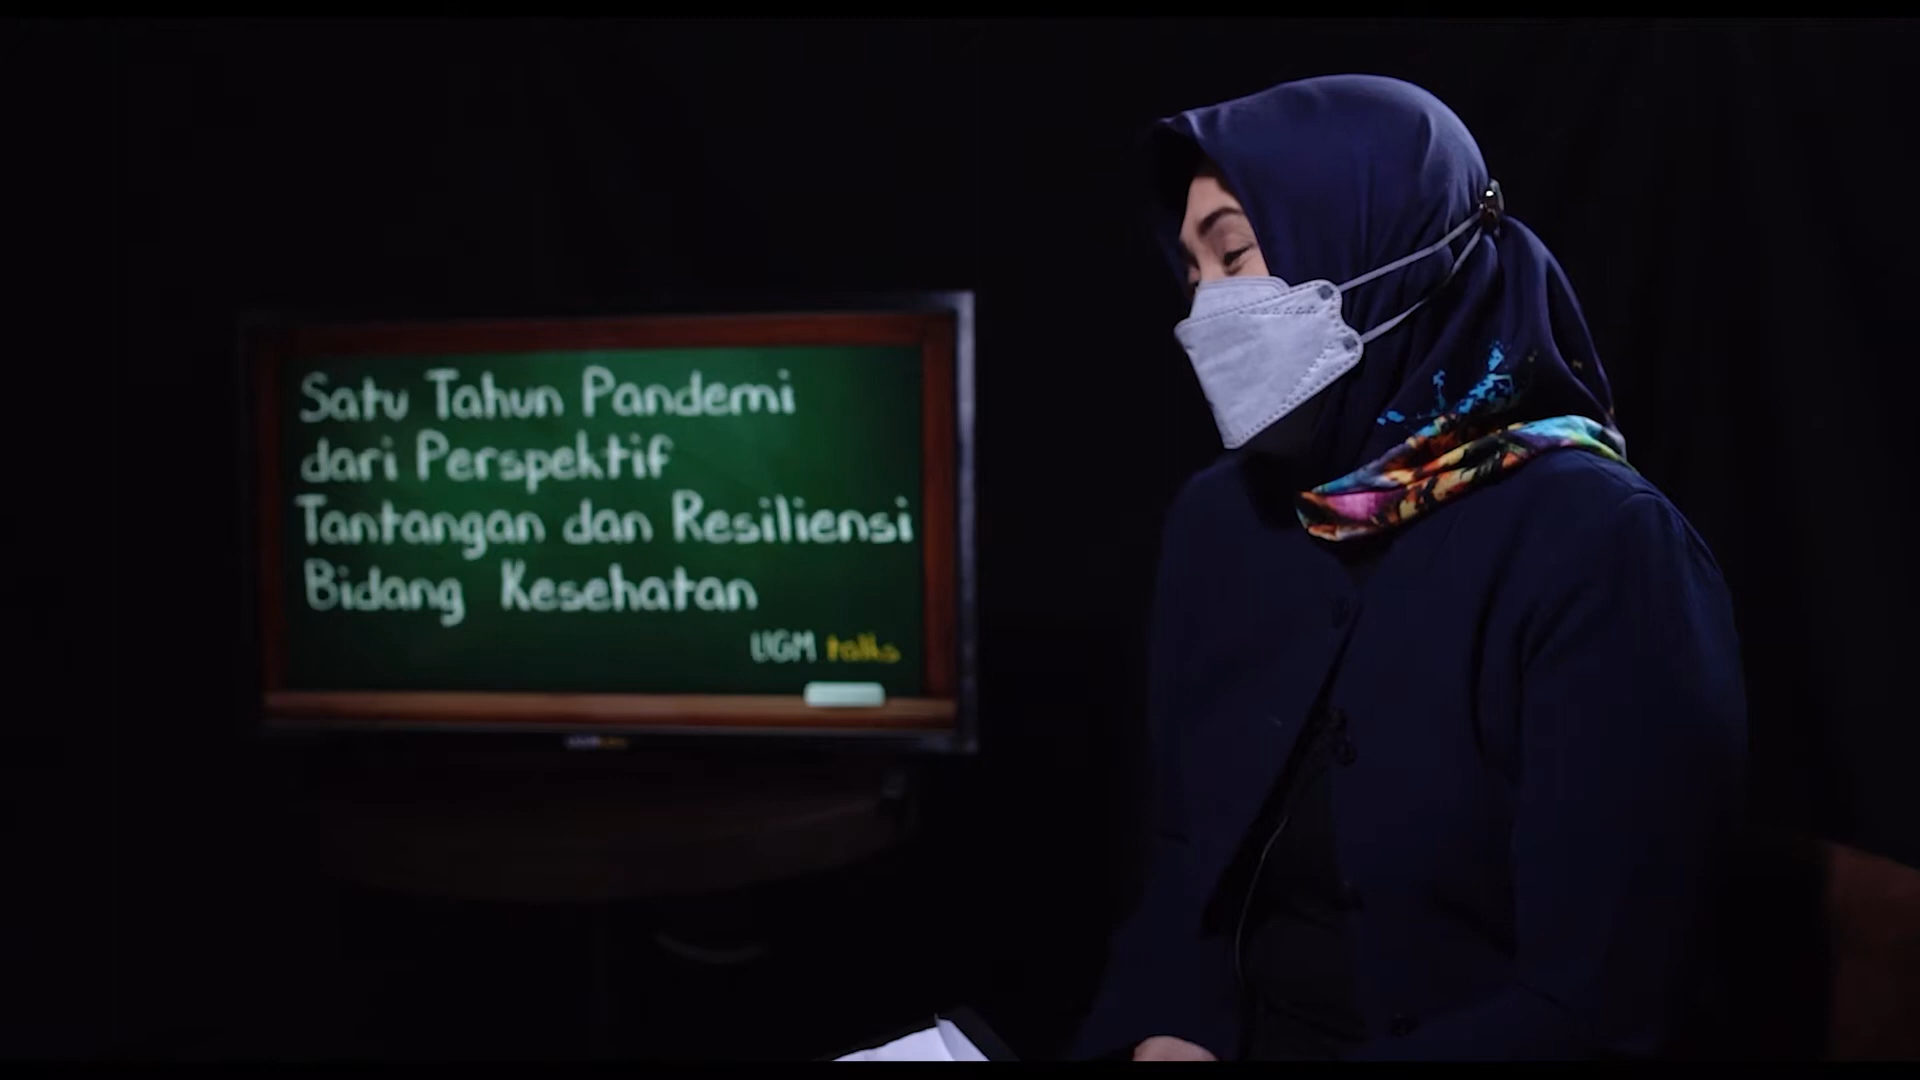 Satu Tahun Pandemi
dari Perspektif
Tantangan dan Resiliensi
Bidang Kesehatan
UGM talks